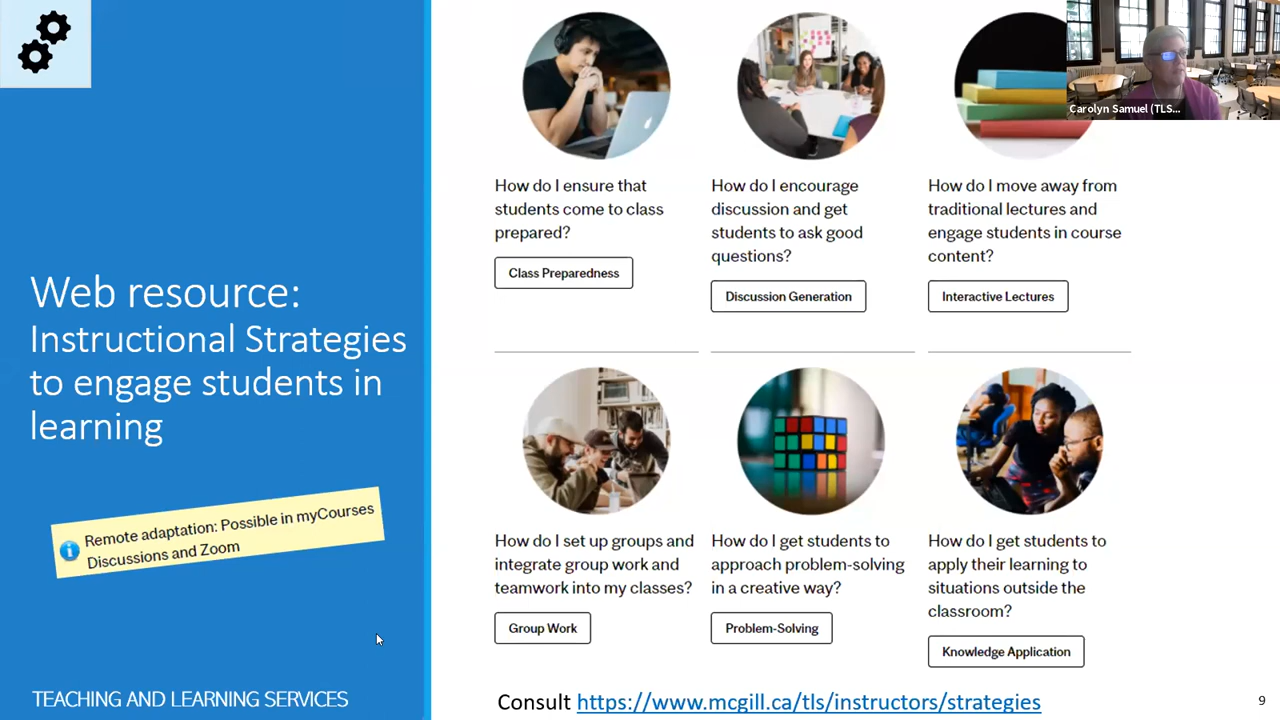 Web resource:
Instructional Strategies
to engage students in
learning
Remote adaptation: Possible in myCourses
Discussions and Zoom
TEACHING AND LEARNING SERVICES
Carolyn Samuel (TLS...
How do I ensure that
students come to class
prepared?
Class Preparedness
How do I encourage
discussion and get
students to ask good
questions?
Discussion Generation
How do I move away from
traditional lectures and
engage students in course
content?
Interactive Lectures
How do I set up groups and
integrate group work and
teamwork into my classes?
Group Work
How do I get students to
approach problem-solving
in a creative way?
Problem-Solving
How do I get students to
apply their learning to
situations outside the
classroom?
Knowledge Application
Consult https://www.mcgill.ca/tls/instructors/strategies
9